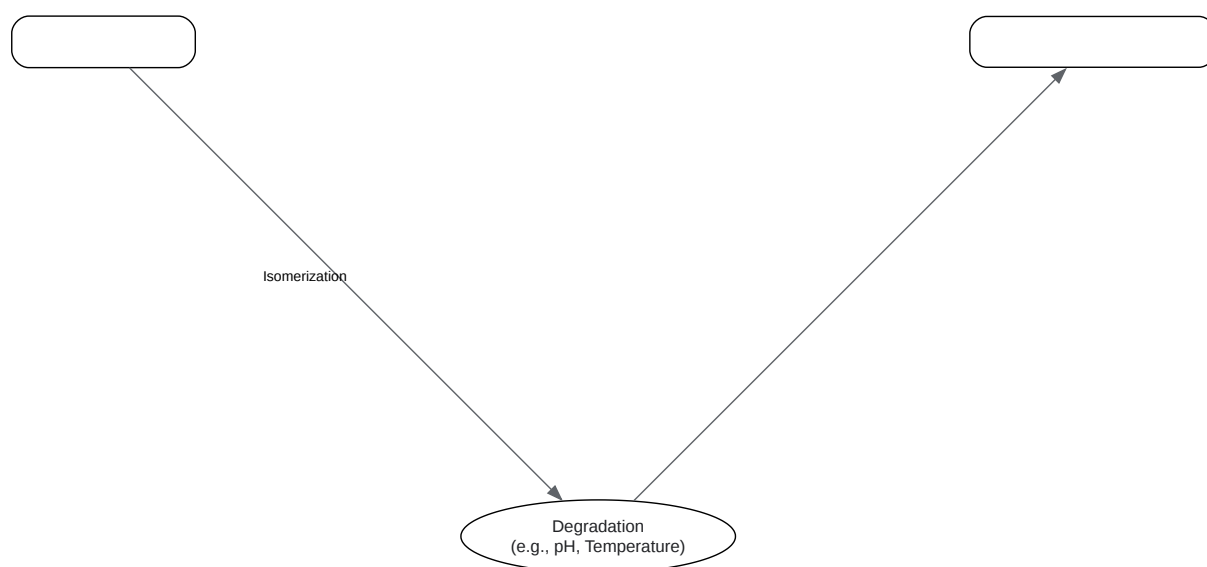 Isomerization
Degradation
(e.g., pH, Temperature)